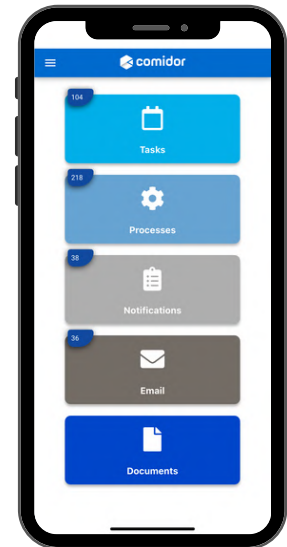 comidor
104
Tasks
218
Processes
38
Notifications
36
Email
Documents